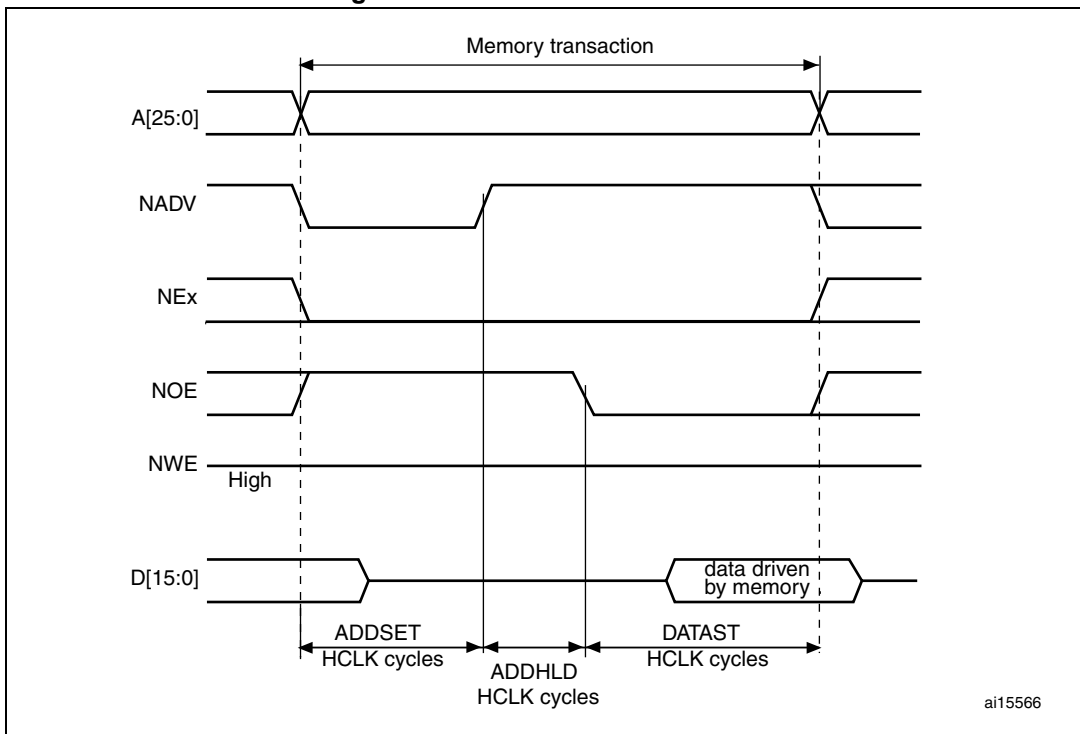 Memory transaction
A[25:0]
NADV
NEx
NOE
NWE
High
D[15:0]
data driven
by memory
ADDSET
HCLK cycles
ADDHLD
HCLK cycles
DATAST
HCLK cycles
ai15566